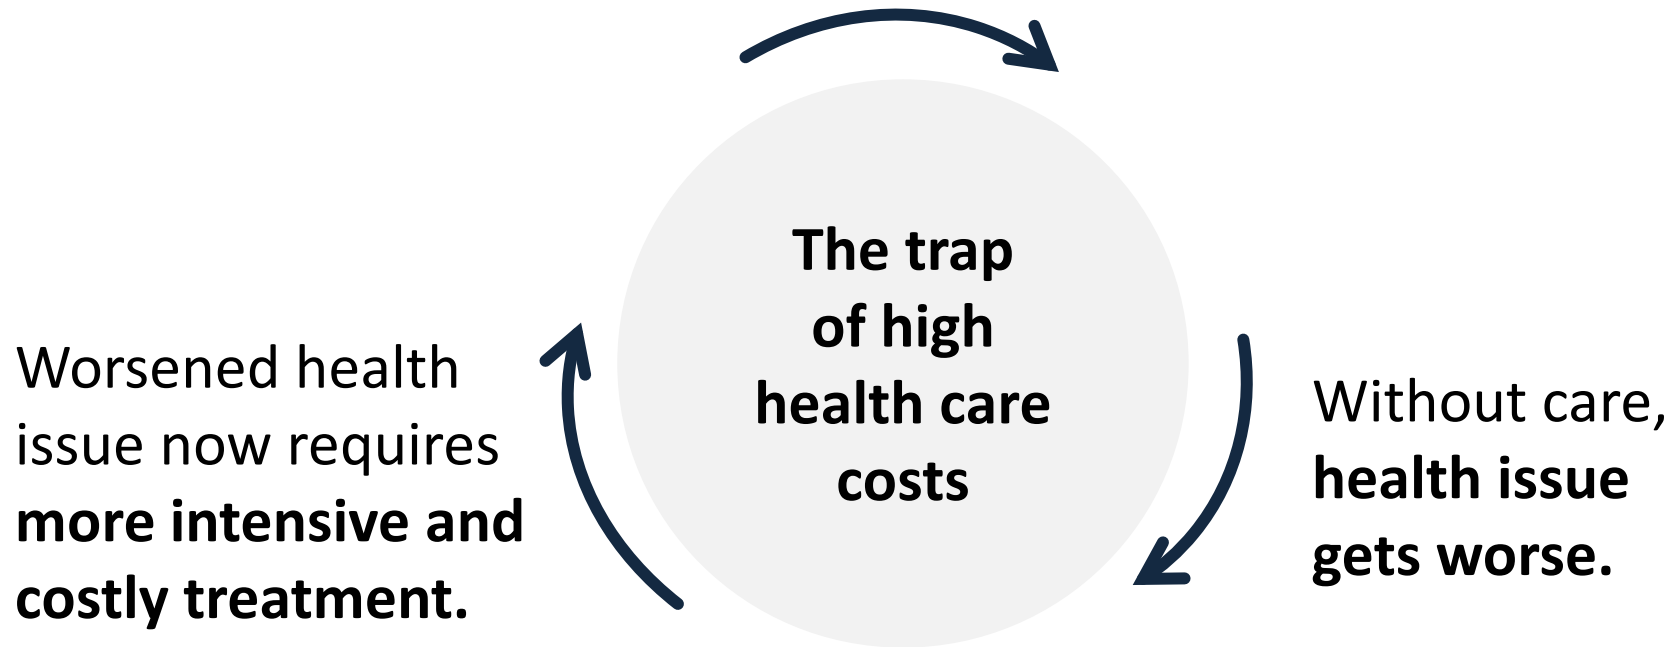 The trap
of high
health care
costs
Worsened health
issue now requires
more intensive and
costly treatment.
Without care,
health issue
gets worse.